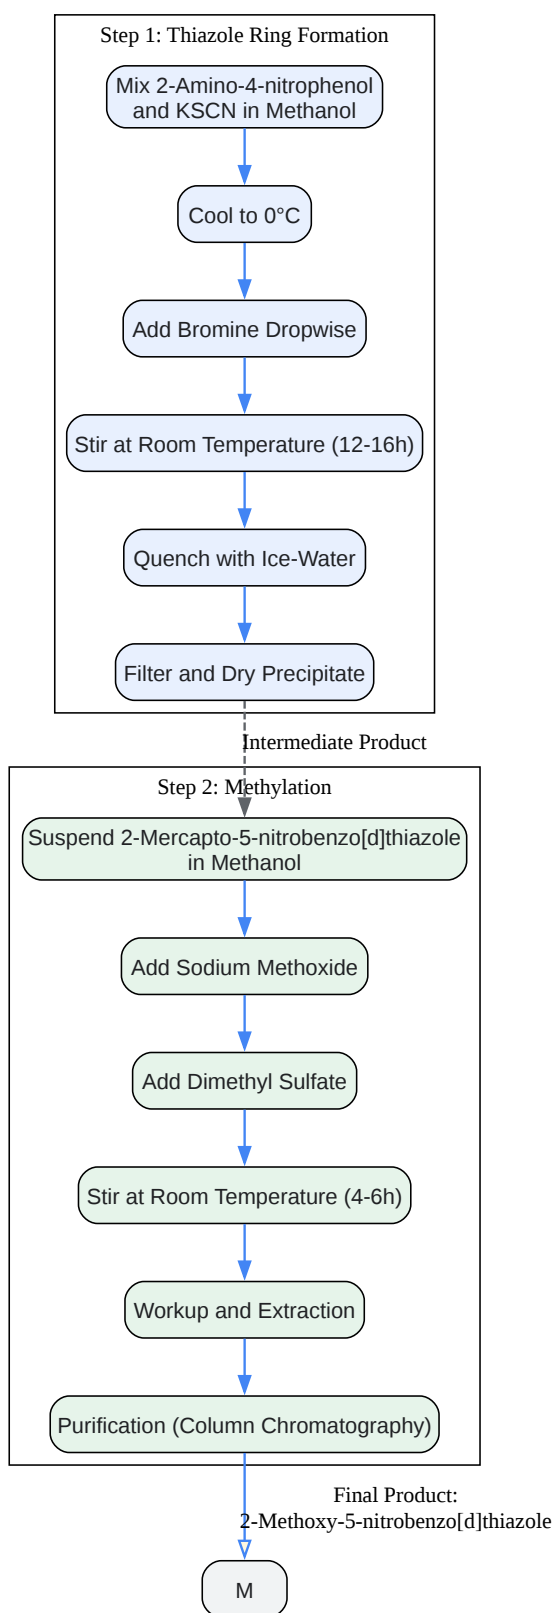 Step 1: Thiazole Ring Formation
Mix 2-Amino-4-nitrophenol
and KSCN in Methanol
Cool to 0°C
Add Bromine Dropwise
Stir at Room Temperature (12-16h)
Quench with Ice-Water
Filter and Dry Precipitate
Intermediate Product
Step 2: Methylation
Suspend 2-Mercapto-5-nitrobenzo[d]thiazole
in Methanol
Add Sodium Methoxide
Add Dimethyl Sulfate
Stir at Room Temperature (4-6h)
Workup and Extraction
Purification (Column Chromatography)
Final Product:
2-Methoxy-5-nitrobenzo[d]thiazole
M